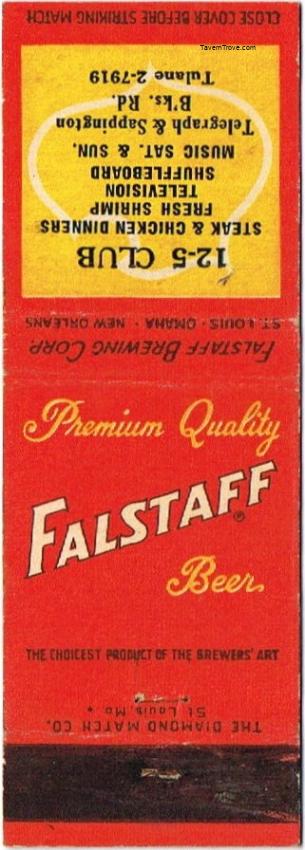 TavernTrove.com
CLOSE COVER BEFORE STRIKING MATCH
12-5 CLUB
STEAK & CHICKEN DINNERS
FRESH SHRIMP
TELEVISION
SHUFFLEBOARD
MUSIC SAT. & SUN.
Telegraph & Sappington
B'ks. Rd.
Tulane 2-7919
FALSTAFF BREWING CORP.
ST. LOUIS · OMAHA · NEW ORLEANS
Premium Quality
FALSTAFF®
Beer
THE CHOICEST PRODUCT OF THE BREWERS' ART
THE DIAMOND MATCH CO.
St. Louis, Mo.